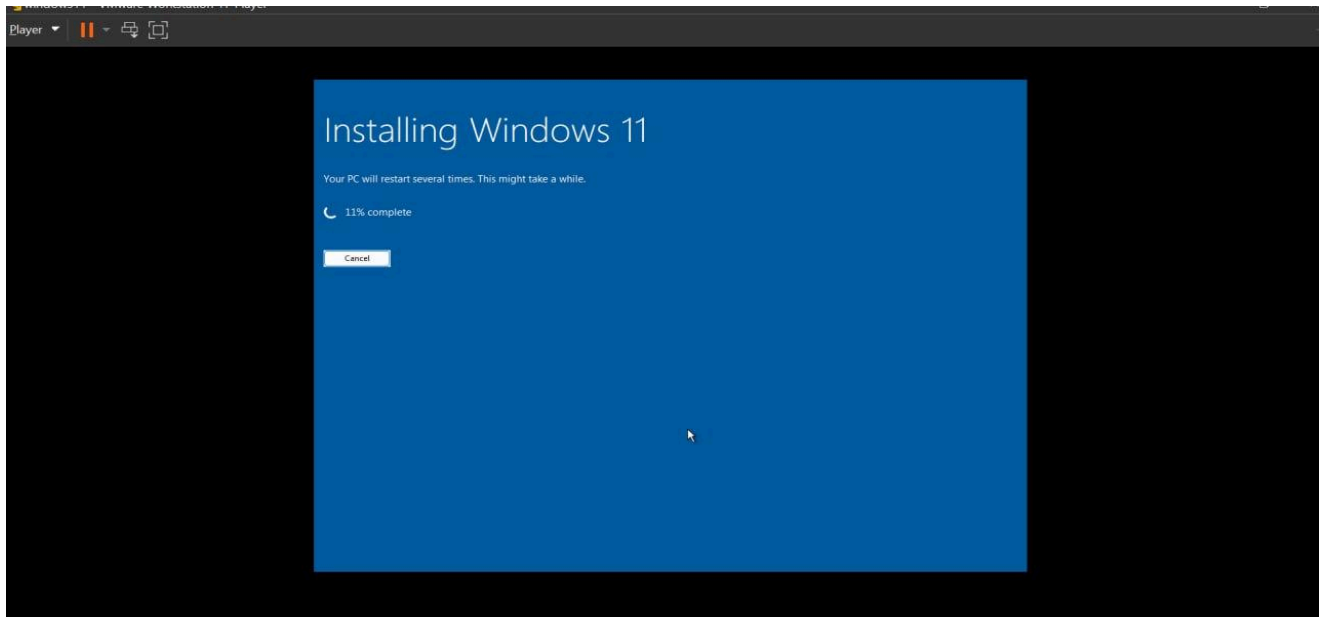 Player
Installing Windows 11
Your PC will restart several times. This might take a while.
11% complete
Cancel